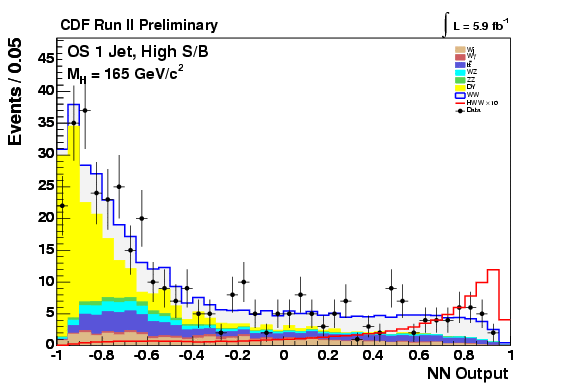 CDF Run II Preliminary
∫ L = 5.9 fb⁻¹
OS 1 Jet, High S/B
M_H = 165 GeV/c²
Wj
Wγ
tt̄
WZ
ZZ
DY
WW
HWW × 10
Data
Events / 0.05
45
40
35
30
25
20
15
10
5
0
-1 -0.8 -0.6 -0.4 -0.2 0 0.2 0.4 0.6 0.8 1
NN Output